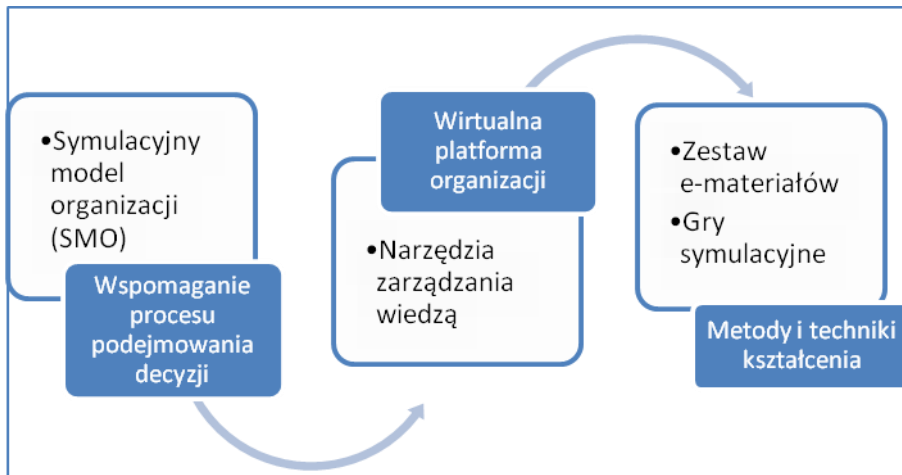 •Symulacyjny
model
organizacji
(SMO)
Wspomaganie
procesu
podejmowania
decyzji
Wirtualna
platforma
organizacji
•Narzędzia
zarządzania
wiedzą
•Zestaw
e-materiałów
•Gry
symulacyjne
Metody i techniki
kształcenia